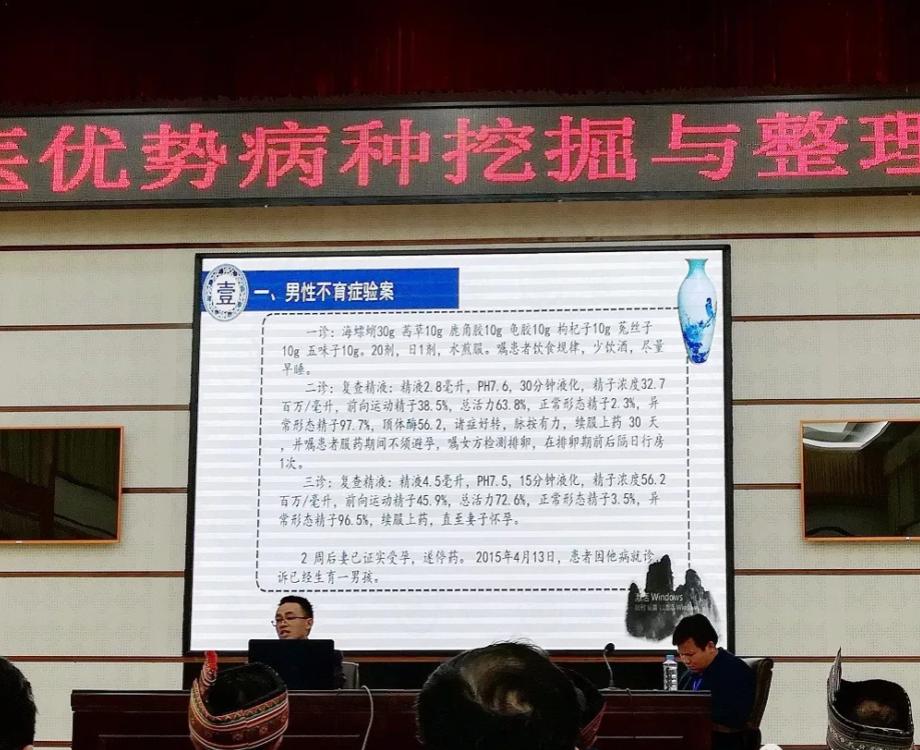 医优势病种挖掘与整理
壹
一、男性不育症验案
一诊：海螵蛸30g 茜草10g 鹿角胶10g 龟胶10g 枸杞子10g 菟丝子
10g 五味子10g。20剂，日1剂，水煎服。嘱患者饮食规律，少饮酒，尽量
早睡。
二诊：复查精液：精液2.8毫升，PH7.6，30分钟液化，精子浓度32.7
百万/毫升，前向运动精子38.5%，总活力63.8%，正常形态精子2.3%，异
常形态精子97.7%，顶体酶56.2，诸症好转，脉按有力，续服上药 30 天
，并嘱患者服药期间不须避孕，嘱女方检测排卵，在排卵期前后隔日行房
1次。
三诊：复查精液：精液4.5毫升，PH7.5，15分钟液化，精子浓度56.2
百万/毫升，前向运动精子45.9%，总活力72.6%，正常形态精子3.5%，异
常形态精子96.5%，续服上药，直至妻子怀孕。
2 周后妻已证实受孕，遂停药。 2015年4月13日，患者因他病就诊，
诉已经生育一男孩。
激活 Windows